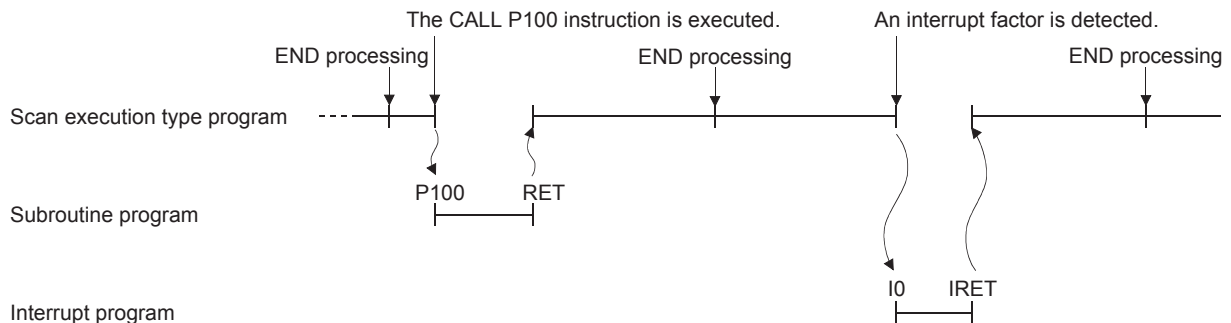 The CALL P100 instruction is executed.
An interrupt factor is detected.
END processing
END processing
END processing
Scan execution type program
P100
RET
Subroutine program
I0
IRET
Interrupt program